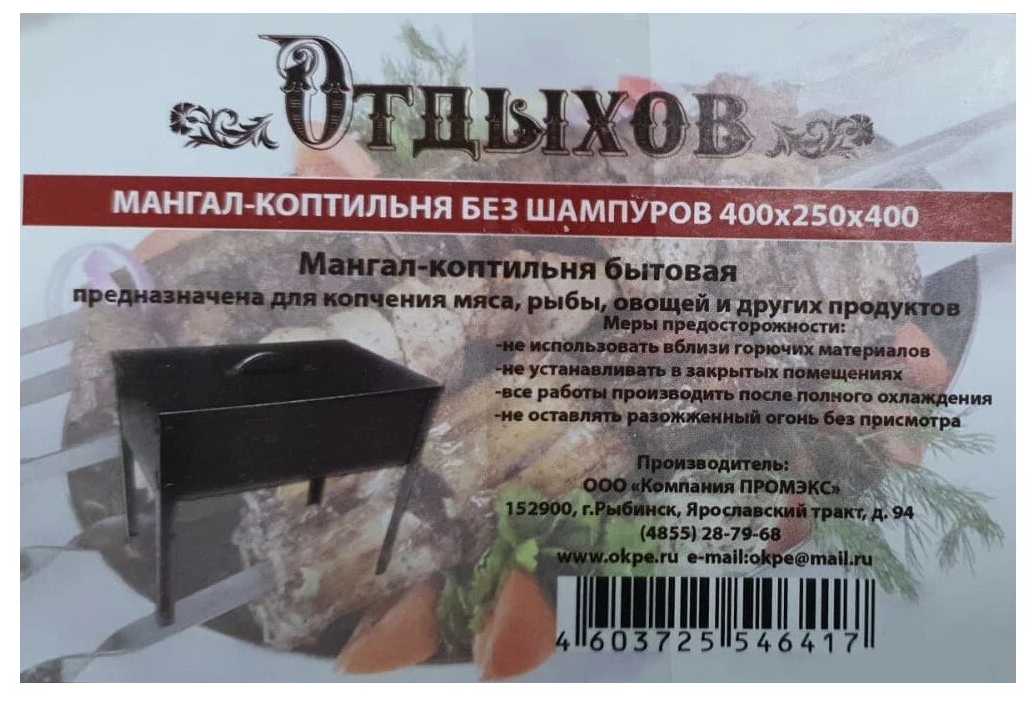 Отдыхов
МАНГАЛ-КОПТИЛЬНЯ БЕЗ ШАМПУРОВ 400х250х400
Мангал-коптильня бытовая
предназначена для копчения мяса, рыбы, овощей и других продуктов
Меры предосторожности:
-не использовать вблизи горючих материалов
-не устанавливать в закрытых помещениях
-все работы производить после полного охлаждения
-не оставлять разожженный огонь без присмотра
Производитель:
ООО «Компания ПРОМЭКС»
152900, г.Рыбинск, Ярославский тракт, д. 94
(4855) 28-79-68
www.okpe.ru e-mail:okpe@mail.ru
4 603725 546417